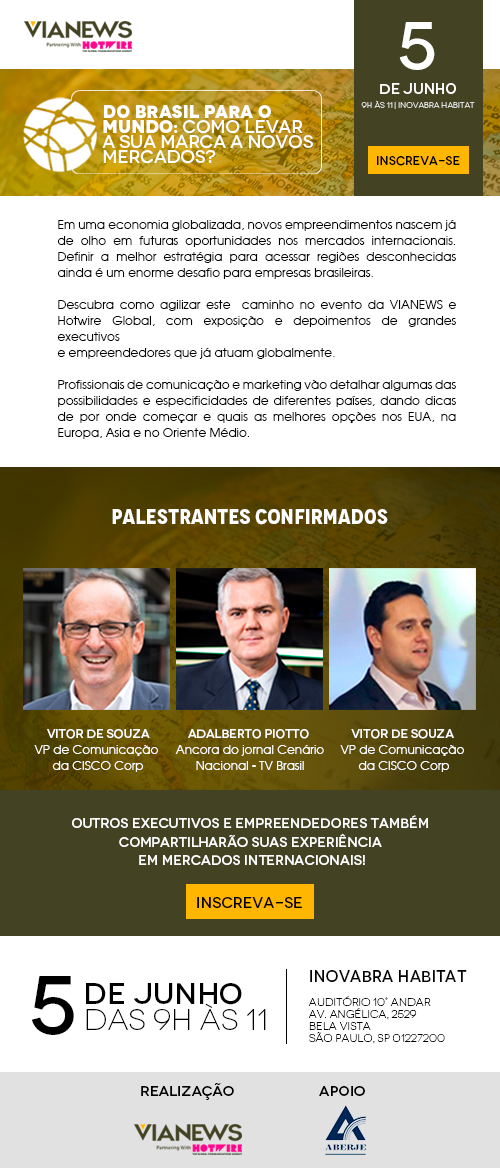 VIANEWS
Partnering With HOTWIRE
THE GLOBAL COMMUNICATIONS AGENCY
5
DE JUNHO
9H ÀS 11 | INOVABRA HABITAT
INSCREVA-SE
DO BRASIL PARA O
MUNDO: COMO LEVAR
A SUA MARCA A NOVOS
MERCADOS?
Em uma economia globalizada, novos empreendimentos nascem já
de olho em futuras oportunidades nos mercados internacionais.
Definir a melhor estratégia para acessar regiões desconhecidas
ainda é um enorme desafio para empresas brasileiras.
Descubra como agilizar este caminho no evento da VIANEWS e
Hotwire Global, com exposição e depoimentos de grandes
executivos
e empreendedores que já atuam globalmente.
Profissionais de comunicação e marketing vão detalhar algumas das
possibilidades e especificidades de diferentes países, dando dicas
de por onde começar e quais as melhores opções nos EUA, na
Europa, Asia e no Oriente Médio.
PALESTRANTES CONFIRMADOS
VITOR DE SOUZA
VP de Comunicação
da CISCO Corp
ADALBERTO PIOTTO
Ancora do jornal Cenário
Nacional - TV Brasil
VITOR DE SOUZA
VP de Comunicação
da CISCO Corp
OUTROS EXECUTIVOS E EMPREENDEDORES TAMBÉM
COMPARTILHARÃO SUAS EXPERIÊNCIA
EM MERCADOS INTERNACIONAIS!
INSCREVA-SE
5 DE JUNHO
DAS 9H ÀS 11
INOVABRA HABITAT
AUDITÓRIO 10° ANDAR
AV. ANGÉLICA, 2529
BELA VISTA
SÃO PAULO, SP 01227200
REALIZAÇÃO
VIANEWS
Partnering With HOTWIRE
THE GLOBAL COMMUNICATIONS AGENCY
APOIO
ABERJE